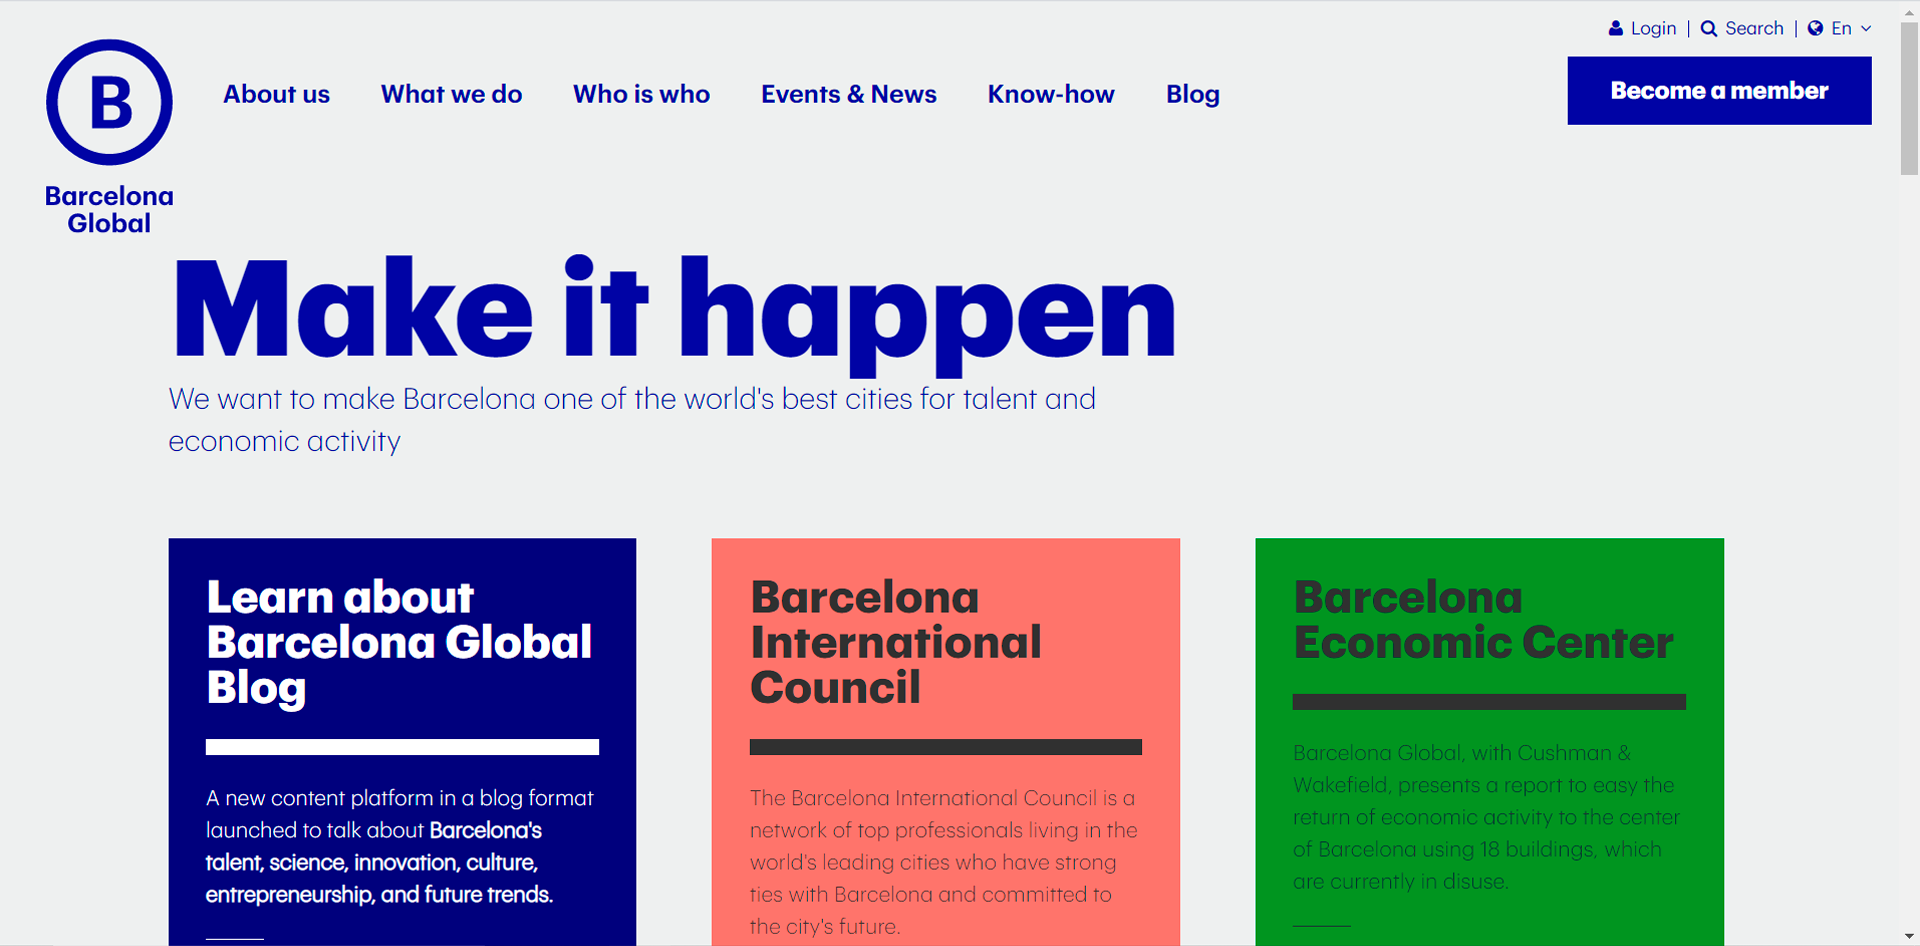 Login | Search | En
B
Barcelona
Global
About us
What we do
Who is who
Events & News
Know-how
Blog
Become a member
Make it happen
We want to make Barcelona one of the world's best cities for talent and
economic activity
Learn about
Barcelona Global
Blog
A new content platform in a blog format
launched to talk about Barcelona's
talent, science, innovation, culture,
entrepreneurship, and future trends.
Barcelona
International
Council
The Barcelona International Council is a
network of top professionals living in the
world's leading cities who have strong
ties with Barcelona and committed to
the city's future.
Barcelona
Economic Center
Barcelona Global, with Cushman &
Wakefield, presents a report to easy the
return of economic activity to the center
of Barcelona using 18 buildings, which
are currently in disuse.